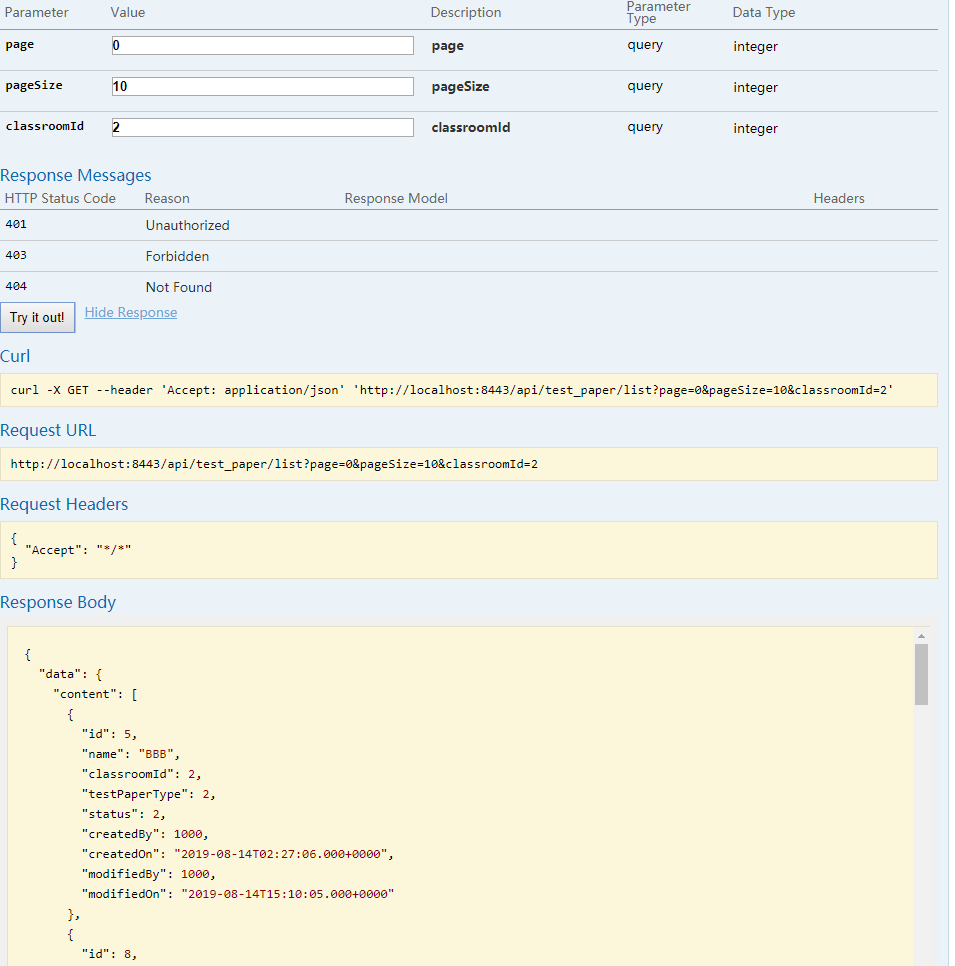 Parameter Value Description Parameter Type Data Type
page 0 page query integer
pageSize 10 pageSize query integer
classroomId 2 classroomId query integer
Response Messages
HTTP Status Code Reason Response Model Headers
401 Unauthorized
403 Forbidden
404 Not Found
Try it out! Hide Response
Curl
curl -X GET --header 'Accept: application/json' 'http://localhost:8443/api/test_paper/list?page=0&pageSize=10&classroomId=2'
Request URL
http://localhost:8443/api/test_paper/list?page=0&pageSize=10&classroomId=2
Request Headers
{
  "Accept": "*/*"
}
Response Body
{
  "data": {
    "content": [
      {
        "id": 5,
        "name": "BBB",
        "classroomId": 2,
        "testPaperType": 2,
        "status": 2,
        "createdBy": 1000,
        "createdOn": "2019-08-14T02:27:06.000+0000",
        "modifiedBy": 1000,
        "modifiedOn": "2019-08-14T15:10:05.000+0000"
      },
      {
        "id": 8,